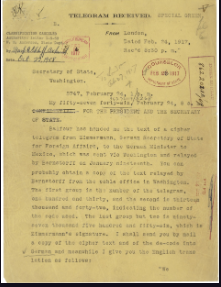 TELEGRAM RECEIVED.
From London,
Dated Feb. 24, 1917,
Secretary of State,
Washington.
5747, February 24, 1
My fifty-seven forty-six, February 24, 8 a.m.
FOR THE PRESIDENT AND THE SECRETARY
OF STATE.
Balfour has handed me the text of a cipher
telegram from Zimmermann, German Secretary of State
for Foreign Affairs, to the German Minister to
Mexico, which was sent via Washington and relayed by
Bernstorff on January nineteenth. You can
probably obtain a copy of the text relayed by
Bernstorff from the cable office in Washington.
The first group is the number of the telegram,
one hundred and thirty, and the second is thirteen
thousand and forty-two, indicating the number of
the code used. The last group but two is ninety-
seven thousand five hundred and fifty-six, which is
Zimmermann's signature. I shall send you by mail
a copy of the cipher text and of the de-code into
German and meanwhile I give you the English trans-
lation as follows:
"We